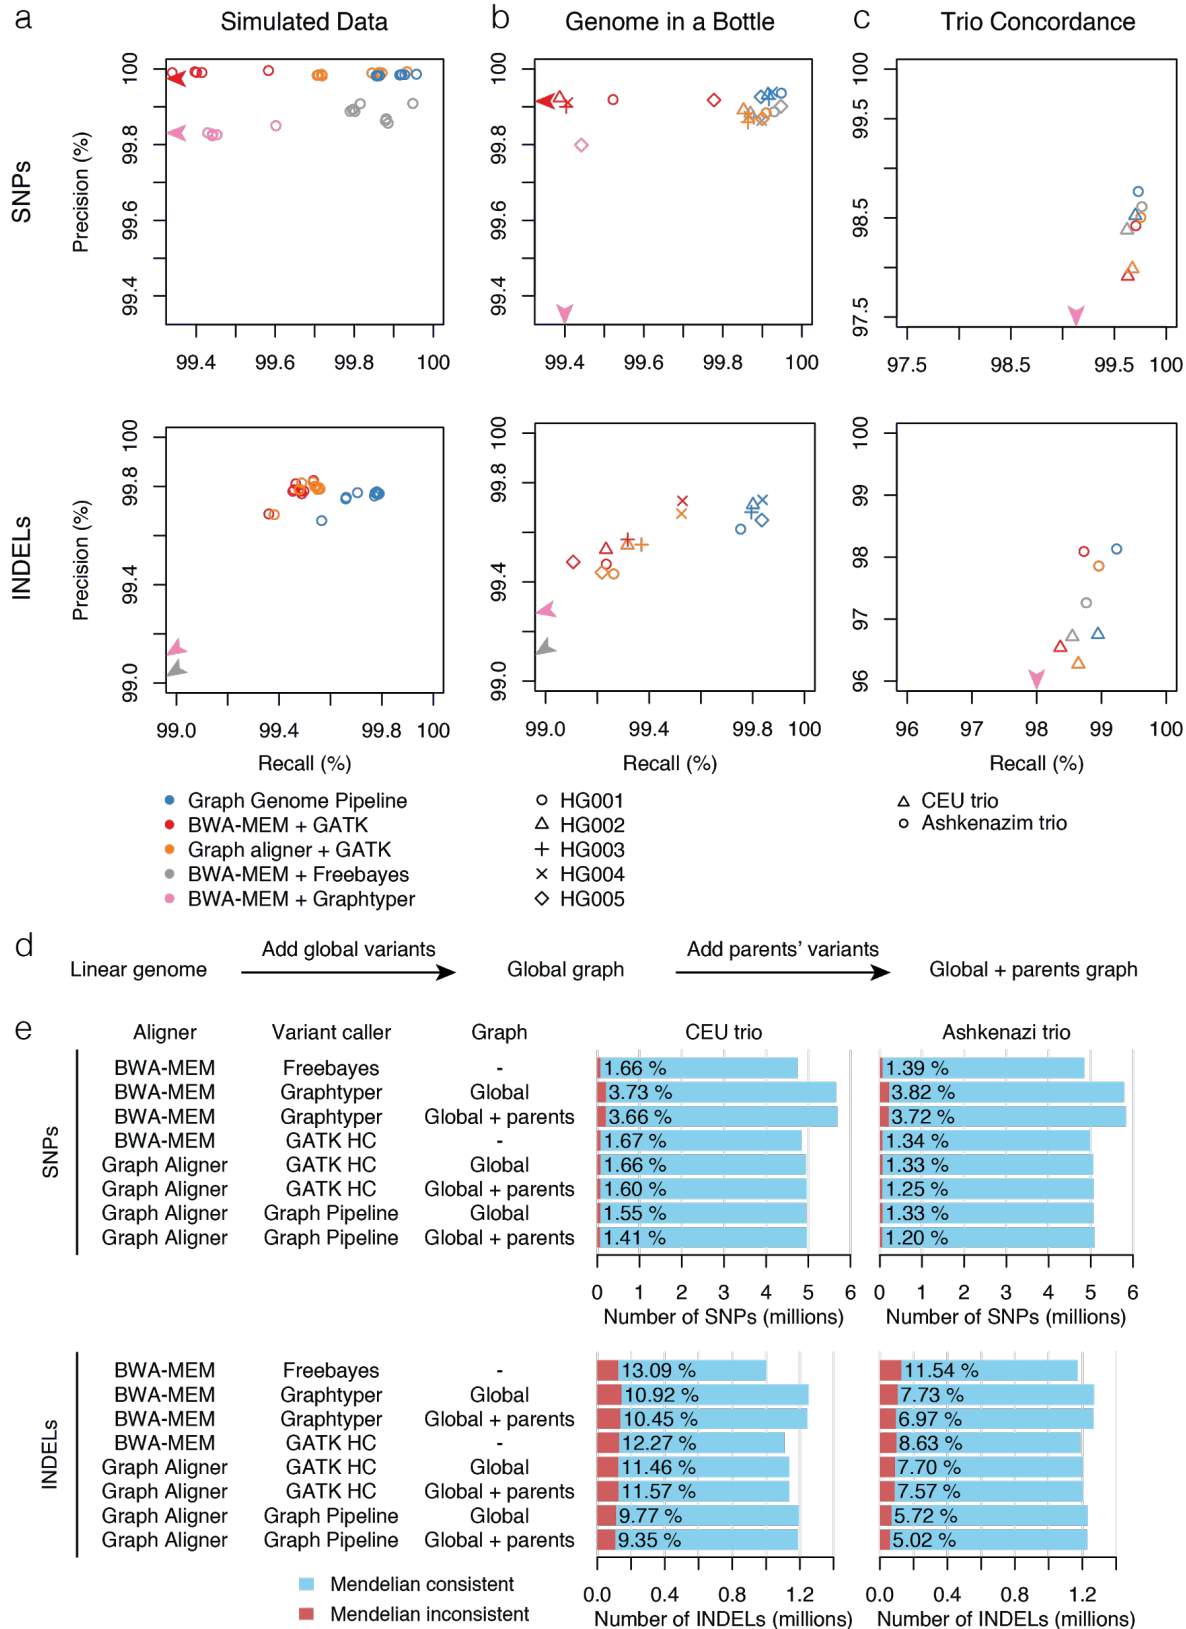 a Simulated Data
b Genome in a Bottle
c Trio Concordance
SNPs
Precision (%)
100
99.8
99.6
99.4
99.4 99.6 99.8 100
100
99.8
99.6
99.4
99.4 99.6 99.8 100
100
99.5
98.5
97.5
97.5 98.5 99.5 100
INDELs
Precision (%)
100
99.8
99.4
99.0
99.0 99.4 99.8 100
Recall (%)
100
99.8
99.4
99.0
99.0 99.4 99.8 100
Recall (%)
100
99
98
97
96
96 97 98 99 100
Recall (%)
Graph Genome Pipeline
BWA-MEM + GATK
Graph aligner + GATK
BWA-MEM + Freebayes
BWA-MEM + Graphtyper
HG001
HG002
HG003
HG004
HG005
CEU trio
Ashkenazim trio
d
Linear genome Add global variants Global graph Add parents' variants Global + parents graph
e
Aligner Variant caller Graph CEU trio Ashkenazi trio
SNPs
BWA-MEM Freebayes - 1.66 % 1.39 %
BWA-MEM Graphtyper Global 3.73 % 3.82 %
BWA-MEM Graphtyper Global + parents 3.66 % 3.72 %
BWA-MEM GATK HC - 1.67 % 1.34 %
Graph Aligner GATK HC Global 1.66 % 1.33 %
Graph Aligner GATK HC Global + parents 1.60 % 1.25 %
Graph Aligner Graph Pipeline Global 1.55 % 1.33 %
Graph Aligner Graph Pipeline Global + parents 1.41 % 1.20 %
0 1 2 3 4 5 6 0 1 2 3 4 5 6
Number of SNPs (millions) Number of SNPs (millions)
INDELs
BWA-MEM Freebayes - 13.09 % 11.54 %
BWA-MEM Graphtyper Global 10.92 % 7.73 %
BWA-MEM Graphtyper Global + parents 10.45 % 6.97 %
BWA-MEM GATK HC - 12.27 % 8.63 %
Graph Aligner GATK HC Global 11.46 % 7.70 %
Graph Aligner GATK HC Global + parents 11.57 % 7.57 %
Graph Aligner Graph Pipeline Global 9.77 % 5.72 %
Graph Aligner Graph Pipeline Global + parents 9.35 % 5.02 %
0.0 0.4 0.8 1.2 0.0 0.4 0.8 1.2
Number of INDELs (millions) Number of INDELs (millions)
Mendelian consistent
Mendelian inconsistent